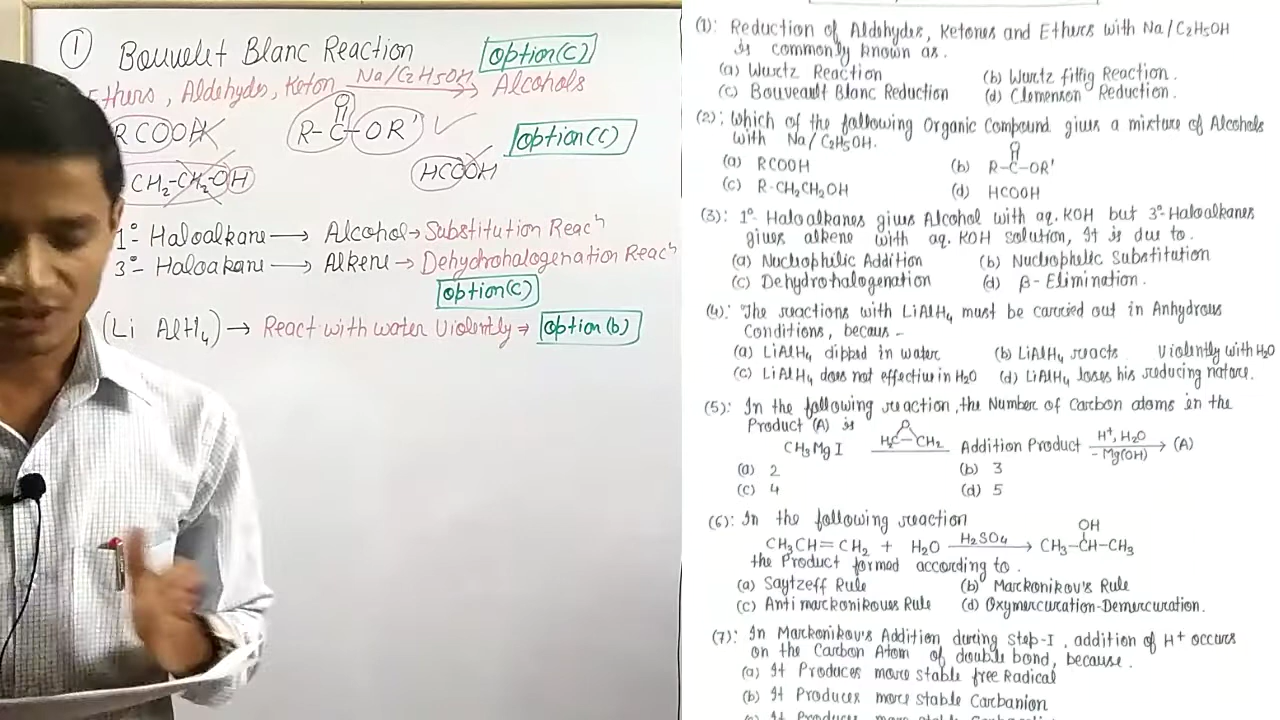 1 Bouvelet Blanc Reaction Option(C)
Ethers, Aldehydes, Keton Na/C2H5OH Alcohols
RCOOH R-C-OR' Option(C)
O
CH2-CH2-OH HCOOH
1°- Haloalkane → Alcohol → Substitution Reacn
3°- Haloakane → Alkene → Dehydrohalogenation Reacn
Option(C)
(Li AlH4) → React with water Violently ⇒ Option(b)
(1): Reduction of Aldehydes, Ketones and Ethers with Na/C2H5OH
is commonly known as.
(a) Wurtz Reaction (b) Wurtz fittig Reaction.
(c) Bouveault Blanc Reduction (d) Clemenson Reduction.
(2): Which of the following Organic Compound gives a mixture of Alcohols
with Na/C2H5OH.
(a) RCOOH (b) R-C-OR'
O
(c) R-CH2CH2OH (d) HCOOH
(3): 1°- Haloalkanes gives Alcohol with aq. KOH but 3°-Haloalkanes
gives alkene with aq. KOH solution, It is due to.
(a) Nucleophilic Addition (b) Nucleophilic Substitution
(c) Dehydrohalogenation (d) β- Elimination.
(4): The reactions with LiAlH4 must be carried out in Anhydrous
Conditions, becaus -
(a) LiAlH4 dipped in water (b) LiAlH4 reacts Violently with H2O
(c) LiAlH4 does not effective in H2O (d) LiAlH4 loses his reducing nature.
(5): In the following reaction, the Number of Carbon atoms in the
Product (A) is
CH3MgI H2C-CH2 Addition Product H+, H2O (A)
O
-Mg(OH)
(a) 2 (b) 3
(c) 4 (d) 5
(6): In the following reaction
OH
CH3CH=CH2 + H2O H2SO4 → CH3-CH-CH3
the Product formed according to.
(a) Saytzeff Rule (b) Marckonikov's Rule
(c) Anti marckonikoves Rule (d) Oxymercuration-Demercuration.
(7): In Markonikov's Addition during Step-I, addition of H+ occurs
on the Carbon Atom of double bond, because.
(a) It Produces more stable free Radical
(b) It Produces more stable Carbanion